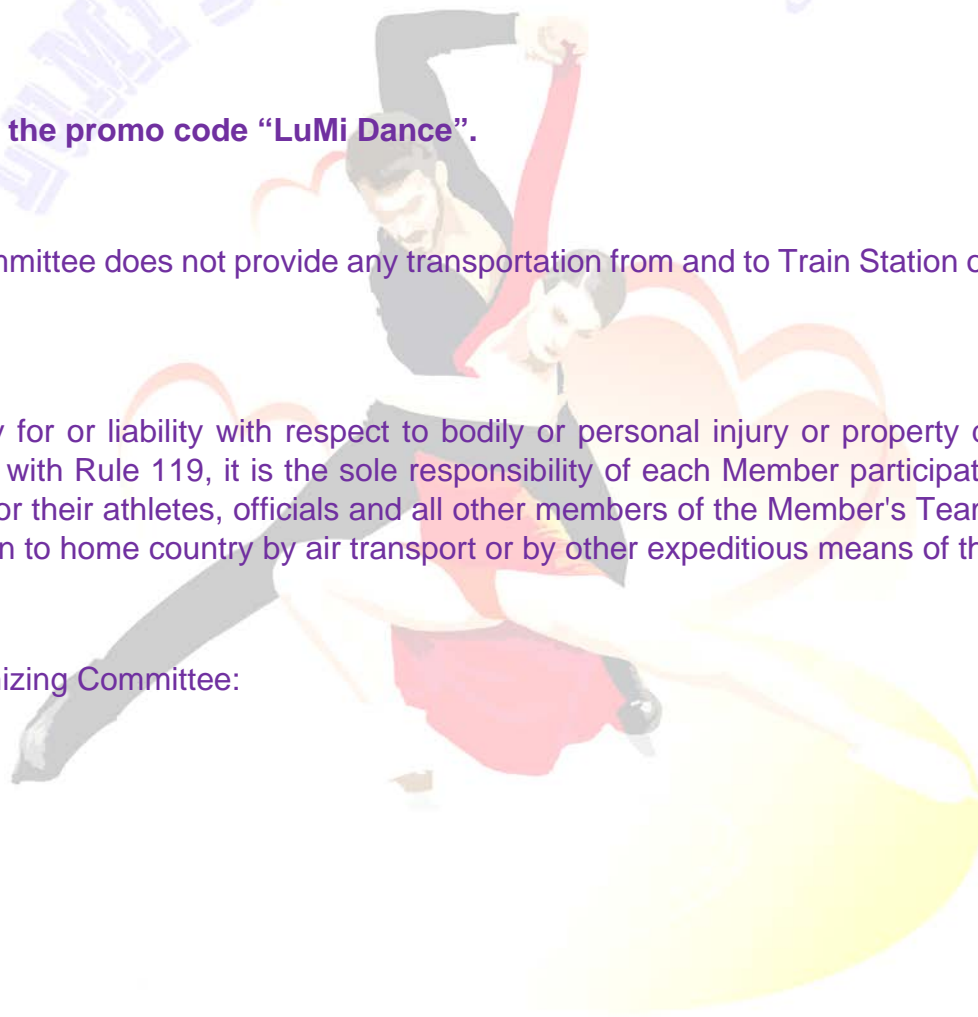 the promo code “LuMi Dance”.
mmittee does not provide any transportation from and to Train Station o
y for or liability with respect to bodily or personal injury or property
with Rule 119, it is the sole responsibility of each Member participat
or their athletes, officials and all other members of the Member's Tea
n to home country by air transport or by other expeditious means of th
nizing Committee: